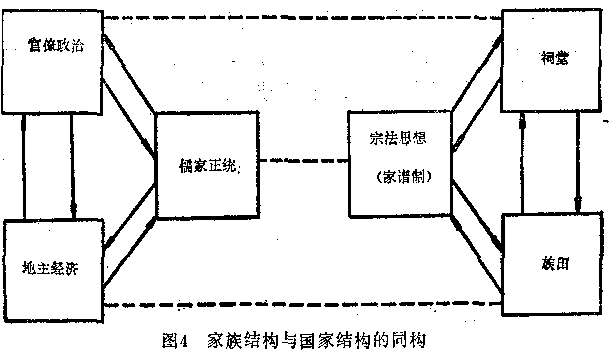 官僚政治
祠堂
儒家正统
宗法思想
（家谱制）
地主经济
族田
图4 家族结构与国家结构的同构